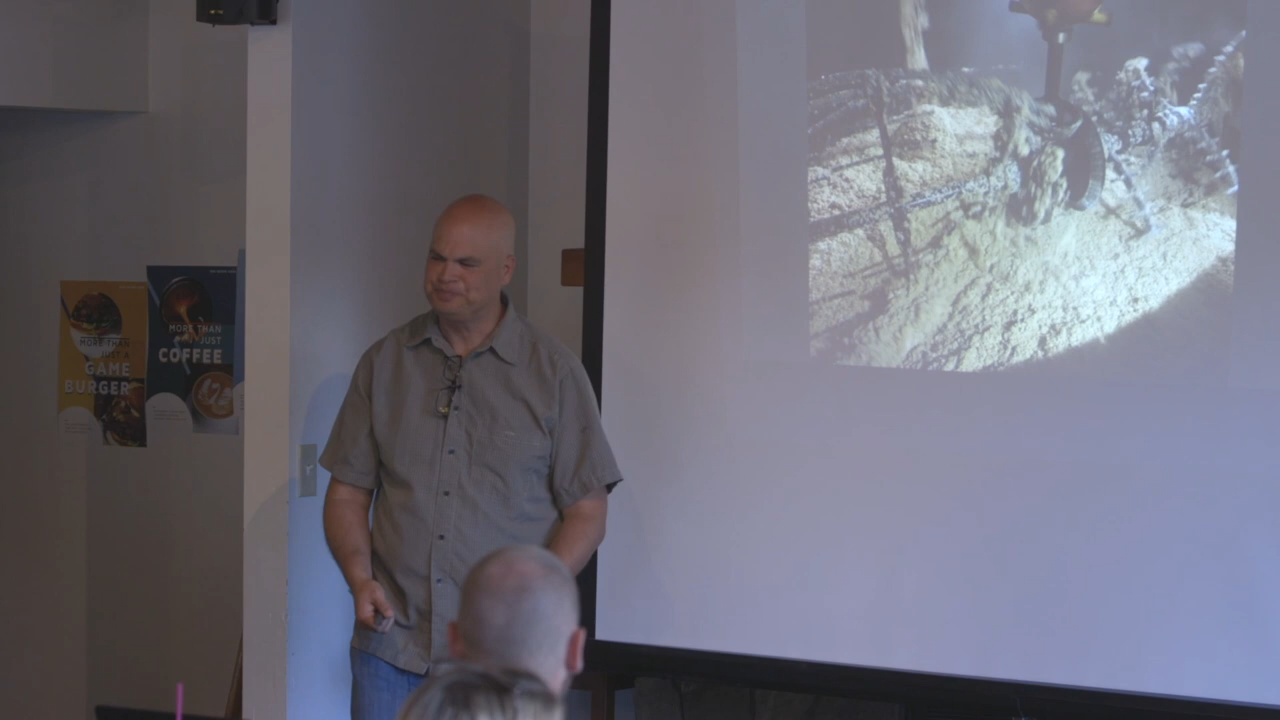 MORE THAN
JUST A
GAME
BURGER
MORE THAN
JUST
COFFEE